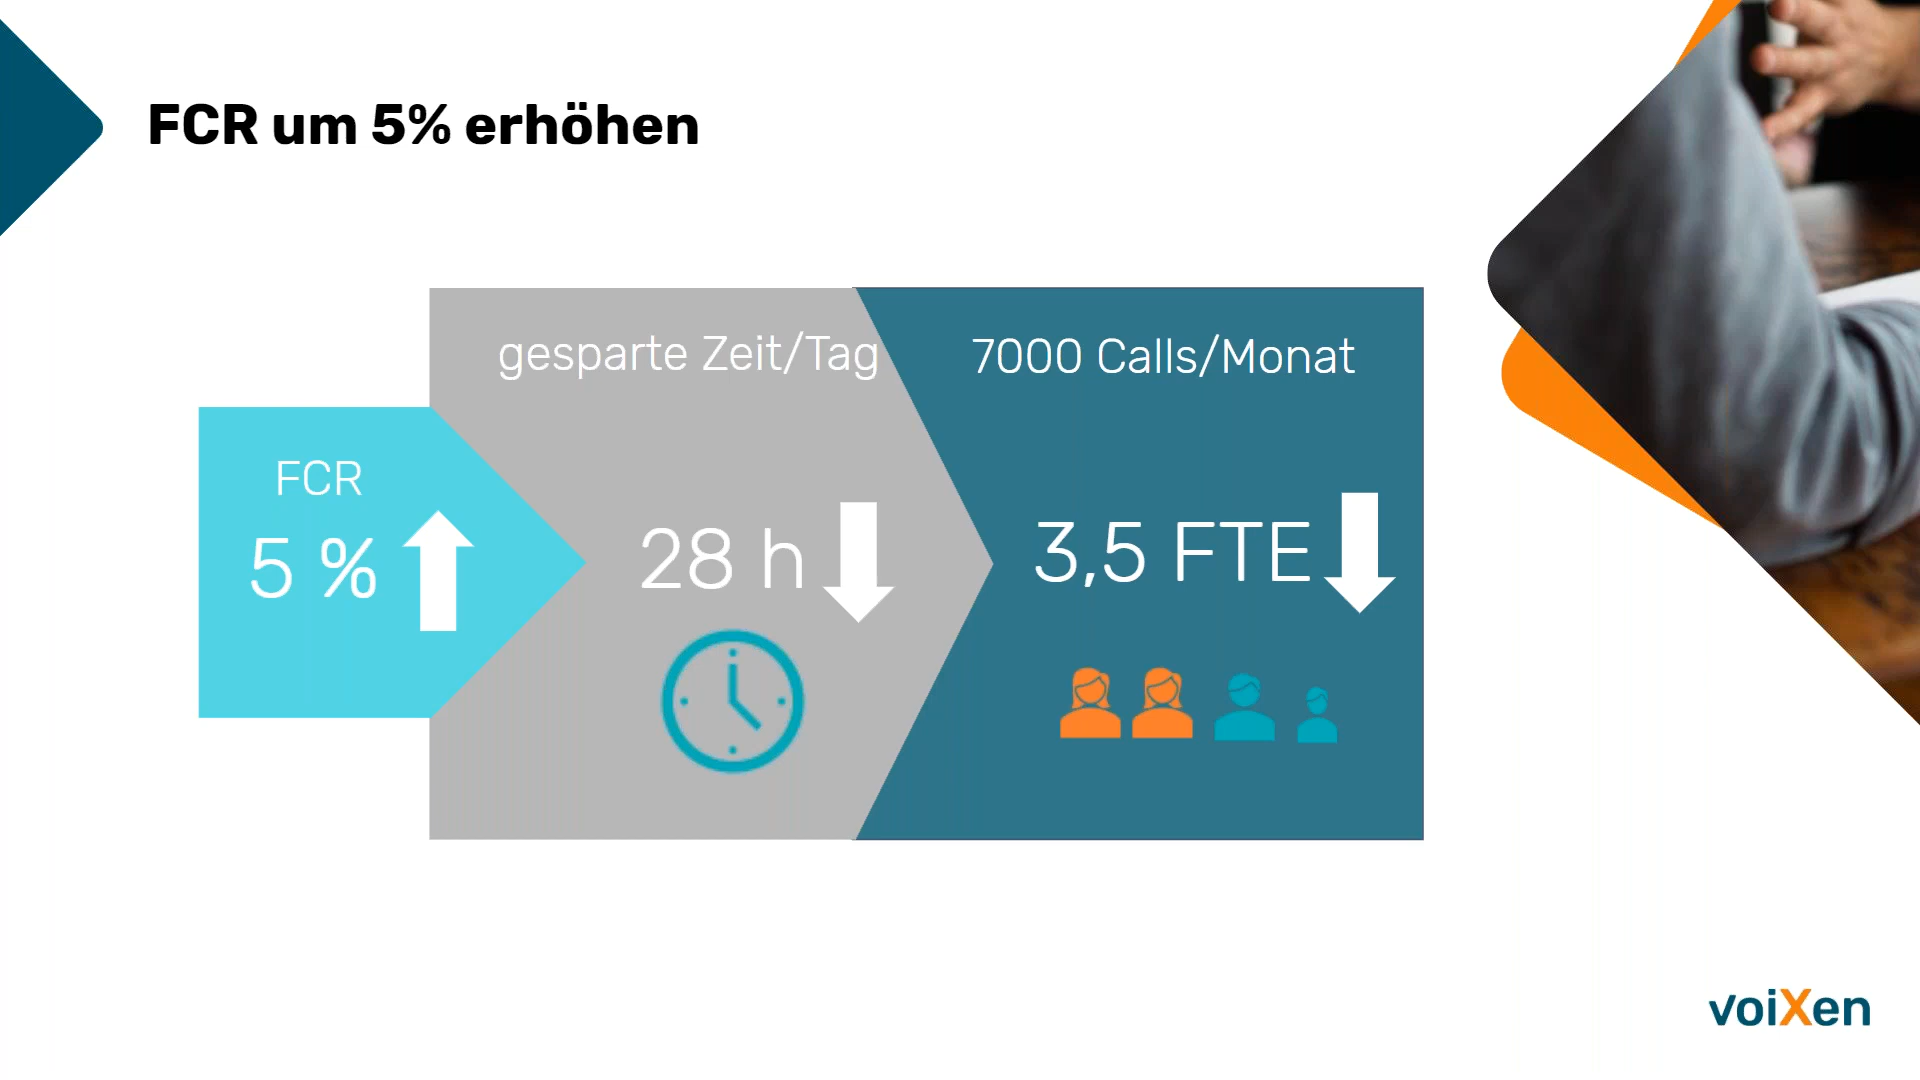 FCR um 5% erhöhen
gesparte Zeit/Tag
7000 Calls/Monat
FCR
5 %
28 h
3,5 FTE
voiXen